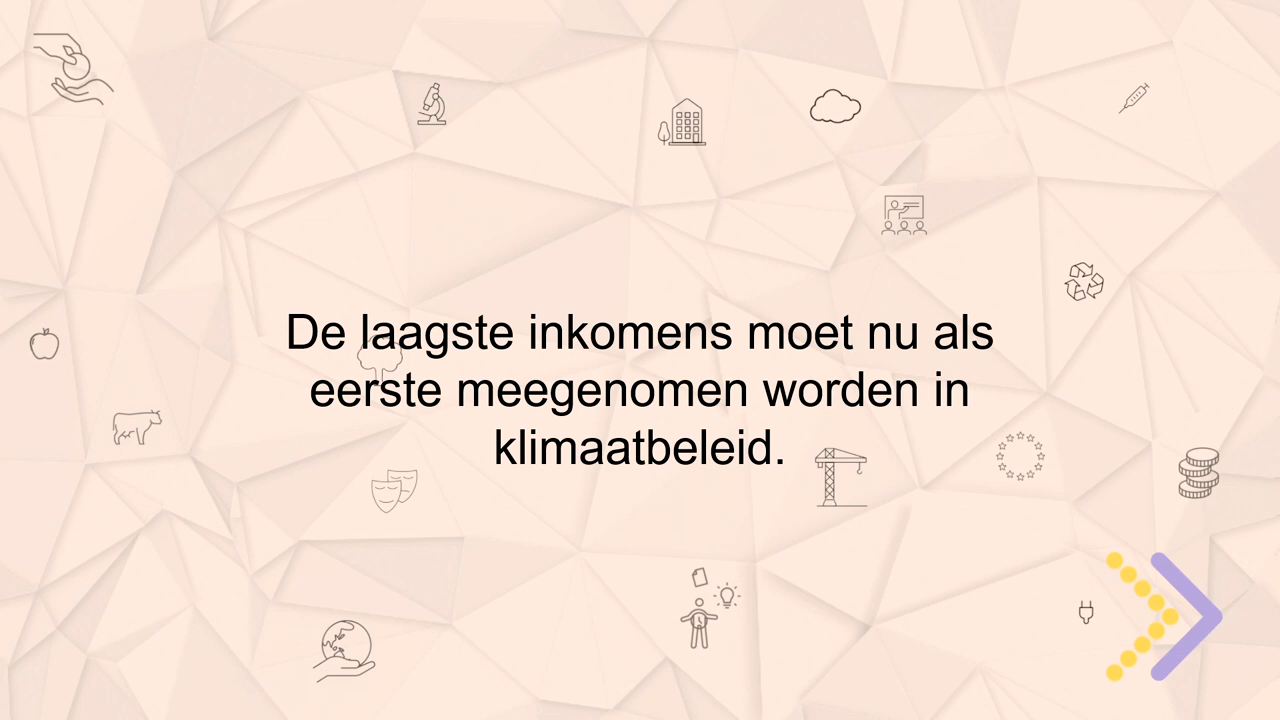 De laagste inkomens moet nu als
eerste meegenomen worden in
klimaatbeleid.